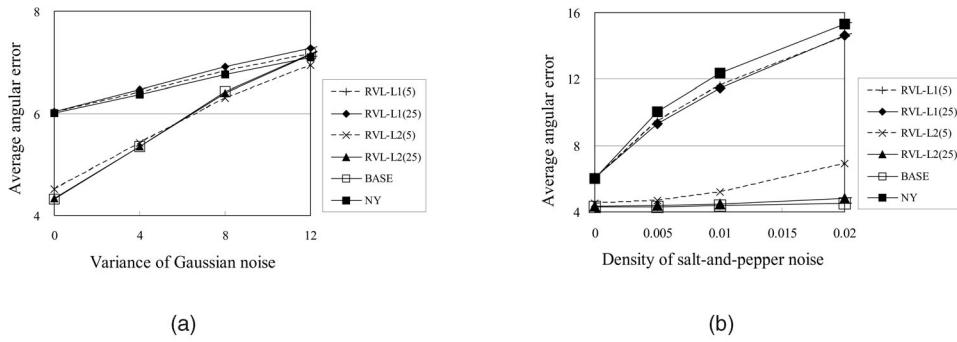 8
6
4
Average angular error
0
4
8
12
Variance of Gaussian noise
RVL-L1(5)
RVL-L1(25)
RVL-L2(5)
RVL-L2(25)
BASE
NY
(a)
16
12
8
4
Average angular error
0
0.005
0.01
0.015
0.02
Density of salt-and-pepper noise
RVL-L1(5)
RVL-L1(25)
RVL-L2(5)
RVL-L2(25)
BASE
NY
(b)